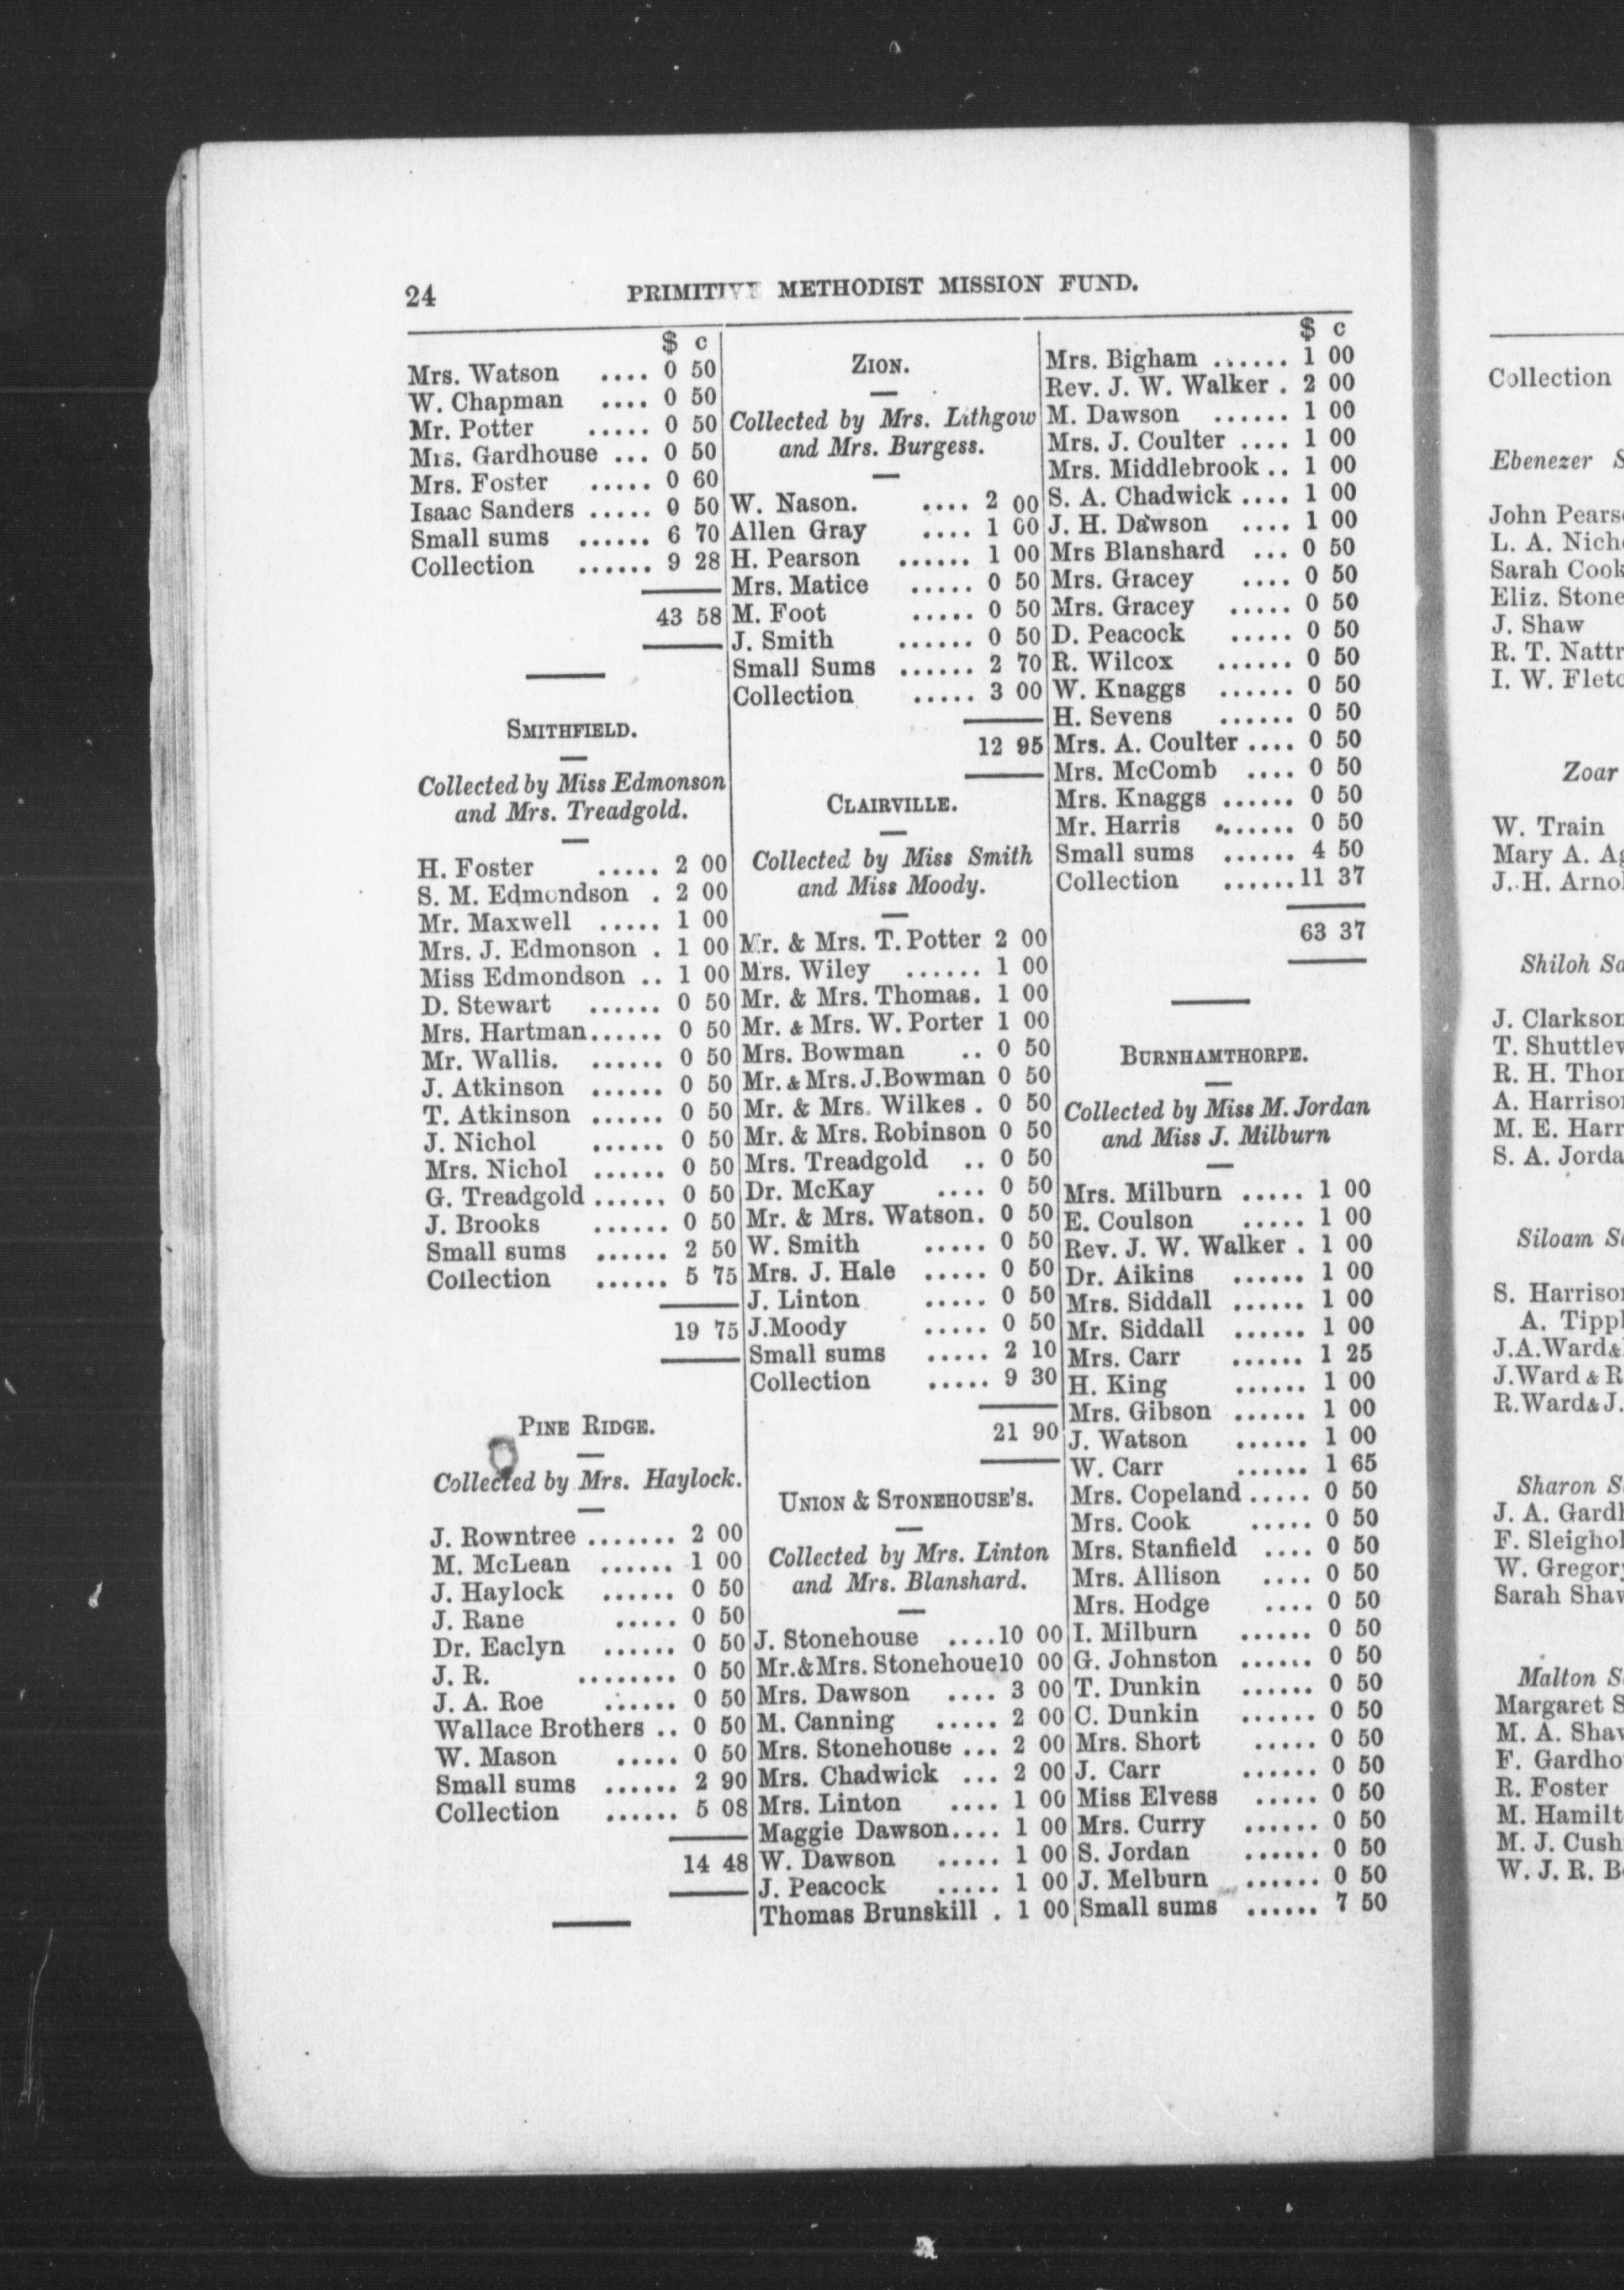 24 PRIMITIVE METHODIST MISSION FUND.
$ c
Mrs. Watson .... 0 50
W. Chapman .... 0 50
Mr. Potter ..... 0 50
Mrs. Gardhouse ... 0 50
Mrs. Foster ..... 0 60
Isaac Sanders ..... 0 50
Small sums ...... 6 70
Collection ...... 9 28
43 58
SMITHFIELD.
Collected by Miss Edmonson
and Mrs. Treadgold.
H. Foster ..... 2 00
S. M. Edmondson . 2 00
Mr. Maxwell ..... 1 00
Mrs. J. Edmonson . 1 00
Miss Edmondson .. 1 00
D. Stewart ...... 0 50
Mrs. Hartman...... 0 50
Mr. Wallis. ...... 0 50
J. Atkinson ...... 0 50
T. Atkinson ...... 0 50
J. Nichol ...... 0 50
Mrs. Nichol ...... 0 50
G. Treadgold ...... 0 50
J. Brooks ...... 0 50
Small sums ...... 2 50
Collection ...... 5 75
19 75
PINE RIDGE.
Collected by Mrs. Haylock.
J. Rowntree ....... 2 00
M. McLean ...... 1 00
J. Haylock ...... 0 50
J. Rane ..... 0 50
Dr. Eaclyn ...... 0 50
J. R. ........ 0 50
J. A. Roe ...... 0 50
Wallace Brothers .. 0 50
W. Mason ..... 0 50
Small sums ...... 2 90
Collection ...... 5 08
14 48
ZION.
Collected by Mrs. Lithgow
and Mrs. Burgess.
W. Nason. .... 2 00
Allen Gray .... 1 00
H. Pearson ...... 1 00
Mrs. Matice ..... 0 50
M. Foot ..... 0 50
J. Smith ...... 0 50
Small Sums ...... 2 70
Collection ..... 3 00
12 95
CLAIRVILLE.
Collected by Miss Smith
and Miss Moody.
Mr. & Mrs. T. Potter 2 00
Mrs. Wiley ...... 1 00
Mr. & Mrs. Thomas. 1 00
Mr. & Mrs. W. Porter 1 00
Mrs. Bowman .. 0 50
Mr. & Mrs. J.Bowman 0 50
Mr. & Mrs. Wilkes . 0 50
Mr. & Mrs. Robinson 0 50
Mrs. Treadgold .. 0 50
Dr. McKay .... 0 50
Mr. & Mrs. Watson. 0 50
W. Smith ..... 0 50
Mrs. J. Hale ..... 0 50
J. Linton ..... 0 50
J.Moody ..... 0 50
Small sums ..... 2 10
Collection ..... 9 30
21 90
UNION & STONEHOUSE'S.
Collected by Mrs. Linton
and Mrs. Blanshard.
J. Stonehouse ....10 00
Mr.&Mrs. Stonehoue10 00
Mrs. Dawson .... 3 00
M. Canning ..... 2 00
Mrs. Stonehouse ... 2 00
Mrs. Chadwick ... 2 00
Mrs. Linton .... 1 00
Maggie Dawson.... 1 00
W. Dawson ..... 1 00
J. Peacock ..... 1 00
Thomas Brunskill . 1 00
$ c
Mrs. Bigham ...... 1 00
Rev. J. W. Walker . 2 00
M. Dawson ...... 1 00
Mrs. J. Coulter .... 1 00
Mrs. Middlebrook .. 1 00
S. A. Chadwick .... 1 00
J. H. Dawson .... 1 00
Mrs Blanshard ... 0 50
Mrs. Gracey .... 0 50
Mrs. Gracey ..... 0 50
D. Peacock ..... 0 50
R. Wilcox ...... 0 50
W. Knaggs ...... 0 50
H. Sevens ...... 0 50
Mrs. A. Coulter .... 0 50
Mrs. McComb .... 0 50
Mrs. Knaggs ...... 0 50
Mr. Harris ...... 0 50
Small sums ...... 4 50
Collection ......11 37
63 37
BURNHAMTHORPE.
Collected by Miss M. Jordan
and Miss J. Milburn
Mrs. Milburn ..... 1 00
E. Coulson ..... 1 00
Rev. J. W. Walker . 1 00
Dr. Aikins ...... 1 00
Mrs. Siddall ...... 1 00
Mr. Siddall ...... 1 00
Mrs. Carr ...... 1 25
H. King ...... 1 00
Mrs. Gibson ...... 1 00
J. Watson ...... 1 00
W. Carr ...... 1 65
Mrs. Copeland ..... 0 50
Mrs. Cook ..... 0 50
Mrs. Stanfield .... 0 50
Mrs. Allison .... 0 50
Mrs. Hodge .... 0 50
I. Milburn ...... 0 50
G. Johnston ...... 0 50
T. Dunkin ...... 0 50
C. Dunkin ...... 0 50
Mrs. Short ..... 0 50
J. Carr ...... 0 50
Miss Elvess ..... 0 50
Mrs. Curry ...... 0 50
S. Jordan ...... 0 50
J. Melburn ...... 0 50
Small sums ...... 7 50
Collection
Ebenezer
John
L. A.
Sarah
Eliz. Stone
J. Shaw
R. T.
I. W.
Zoar
W. Train
Mary A.
J. H.
Shiloh
J.
T.
R. H.
A.
M. E.
S. A.
Siloam
S.
A.
J.A.Ward&
J.Ward & R
R.Ward&J.
Sharon
J. A.
F.
W.
Sarah
Malton
Margaret
M. A.
F.
R. Foster
M.
M. J.
W. J. R.